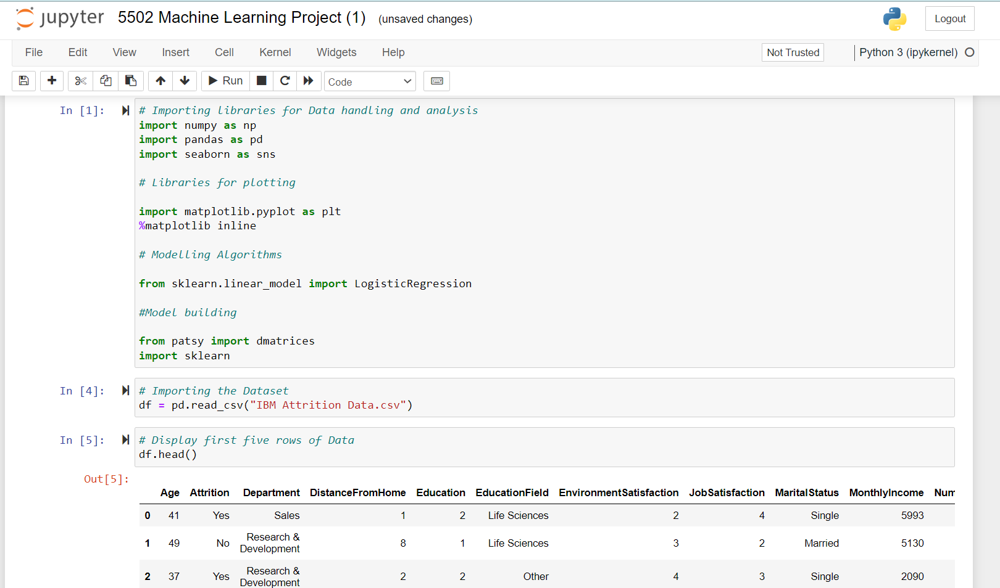 jupyter 5502 Machine Learning Project (1) (unsaved changes) Logout
File Edit View Insert Cell Kernel Widgets Help Not Trusted Python 3 (ipykernel)
Run Code
In [1]: # Importing libraries for Data handling and analysis
import numpy as np
import pandas as pd
import seaborn as sns
# Libraries for plotting
import matplotlib.pyplot as plt
%matplotlib inline
# Modelling Algorithms
from sklearn.linear_model import LogisticRegression
#Model building
from patsy import dmatrices
import sklearn
In [4]: # Importing the Dataset
df = pd.read_csv("IBM Attrition Data.csv")
In [5]: # Display first five rows of Data
df.head()
Out[5]:
Age Attrition Department DistanceFromHome Education EducationField EnvironmentSatisfaction JobSatisfaction MaritalStatus MonthlyIncome Num
0 41 Yes Sales 1 2 Life Sciences 2 4 Single 5993
1 49 No Research & Development 8 1 Life Sciences 3 2 Married 5130
2 37 Yes Research & Development 2 2 Other 4 3 Single 2090